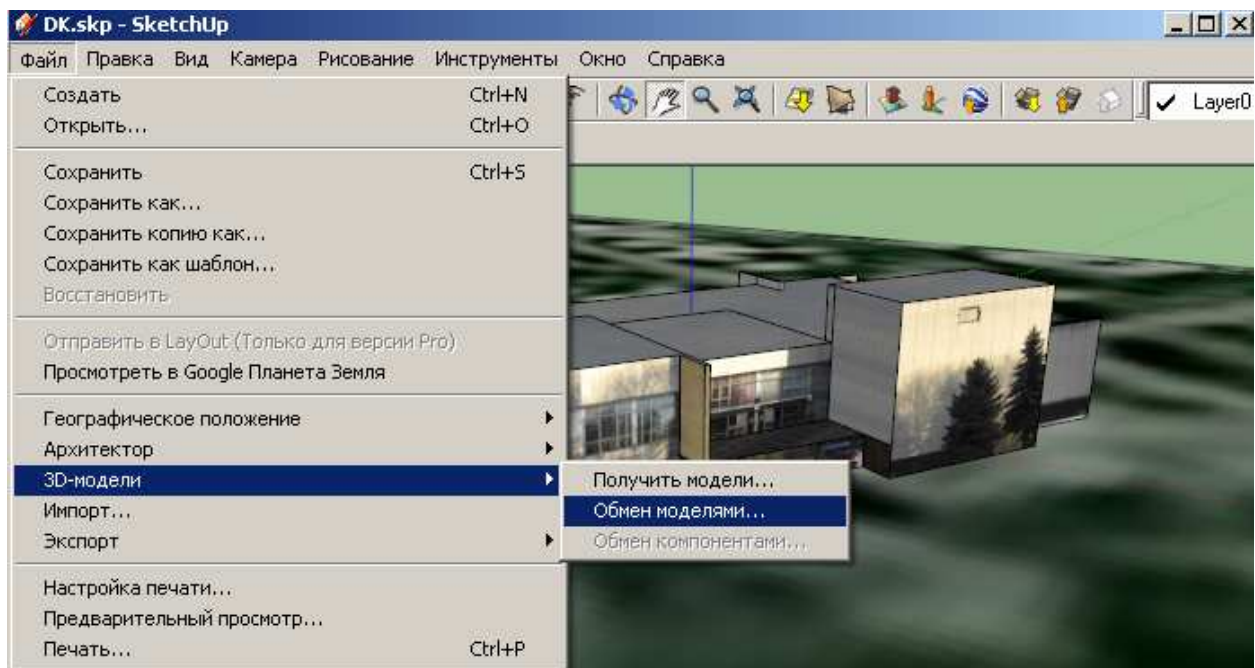 DK.skp - SketchUp
Файл Правка Вид Камера Рисование Инструменты Окно Справка
Создать Ctrl+N
Открыть... Ctrl+O
Layer0
Сохранить Ctrl+S
Сохранить как...
Сохранить копию как...
Сохранить как шаблон...
Восстановить
Отправить в LayOut (Только для версии Pro)
Просмотреть в Google Планета Земля
Географическое положение
Архитектор
3D-модели
Получить модели...
Импорт...
Обмен моделями...
Экспорт
Обмен компонентами...
Настройка печати...
Предварительный просмотр...
Печать... Ctrl+P